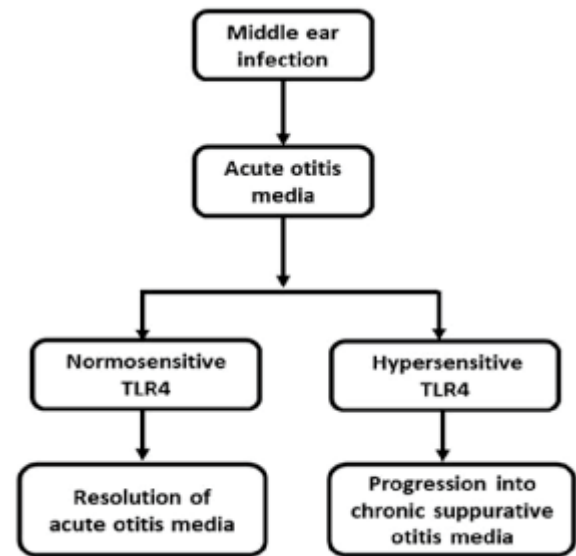 Middle ear
infection
Acute otitis
media
Normosensitive
TLR4
Hypersensitive
TLR4
Resolution of
acute otitis media
Progression into
chronic suppurative
otitis media